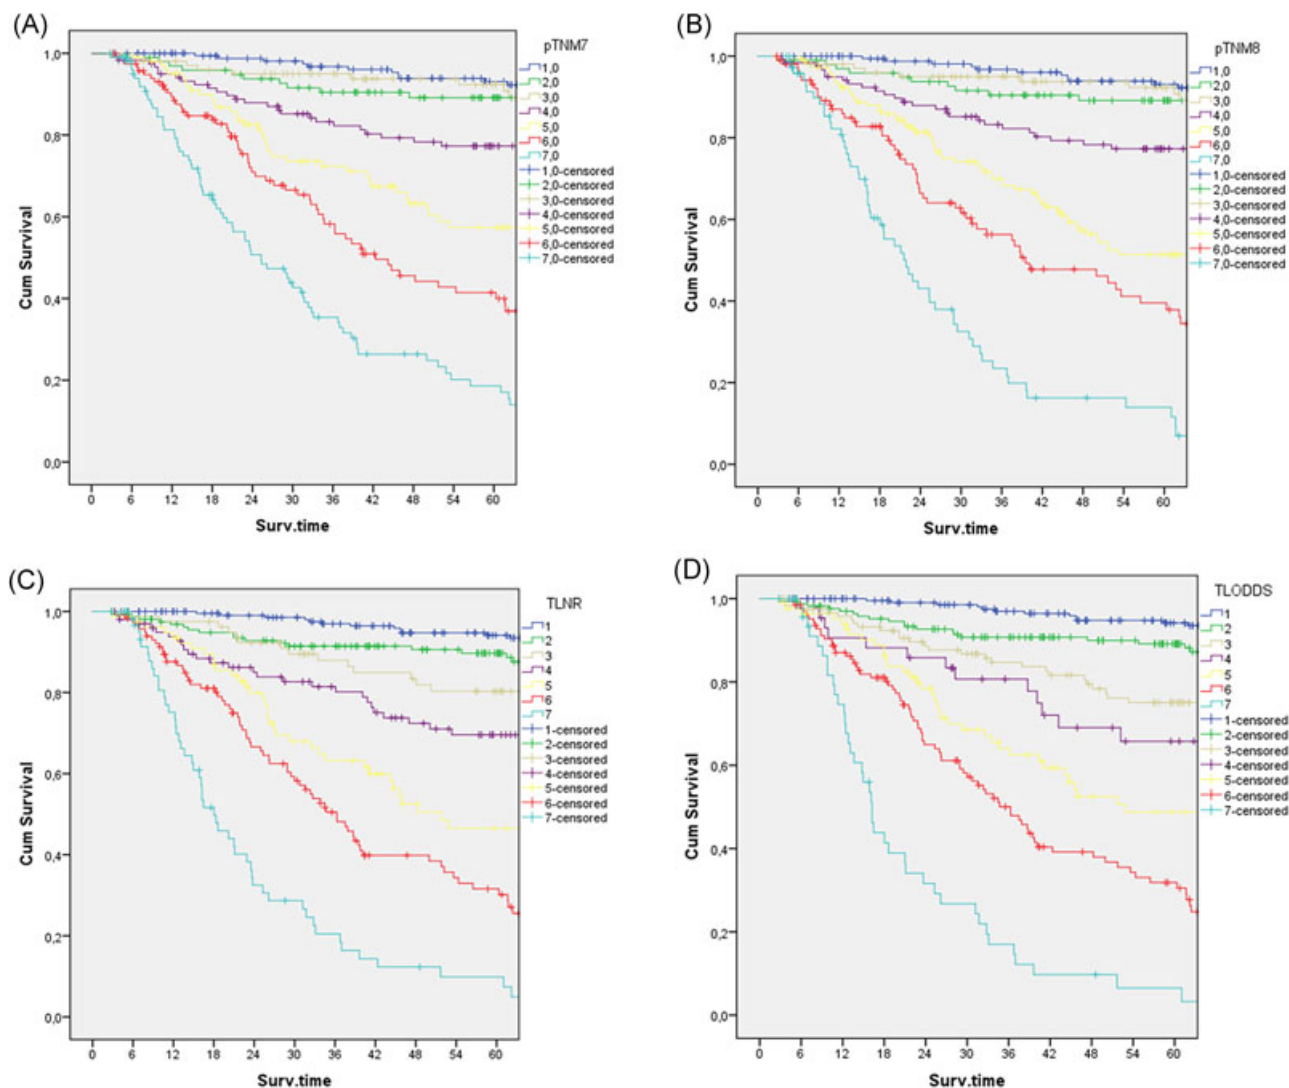 (A)
pTNM7
1,0
2,0
3,0
4,0
5,0
6,0
7,0
1,0-censored
2,0-censored
3,0-censored
4,0-censored
5,0-censored
6,0-censored
7,0-censored
Cum Survival
1,0
0,8
0,6
0,4
0,2
0,0
0 6 12 18 24 30 36 42 48 54 60
Surv.time
(B)
pTNM8
1,0
2,0
3,0
4,0
5,0
6,0
7,0
1,0-censored
2,0-censored
3,0-censored
4,0-censored
5,0-censored
6,0-censored
7,0-censored
Cum Survival
1,0
0,8
0,6
0,4
0,2
0,0
0 6 12 18 24 30 36 42 48 54 60
Surv.time
(C)
TLNR
1
2
3
4
5
6
7
1-censored
2-censored
3-censored
4-censored
5-censored
6-censored
7-censored
Cum Survival
1,0
0,8
0,6
0,4
0,2
0,0
0 6 12 18 24 30 36 42 48 54 60
Surv.time
(D)
TLODDS
1
2
3
4
5
6
7
1-censored
2-censored
3-censored
4-censored
5-censored
6-censored
7-censored
Cum Survival
1,0
0,8
0,6
0,4
0,2
0,0
0 6 12 18 24 30 36 42 48 54 60
Surv.time